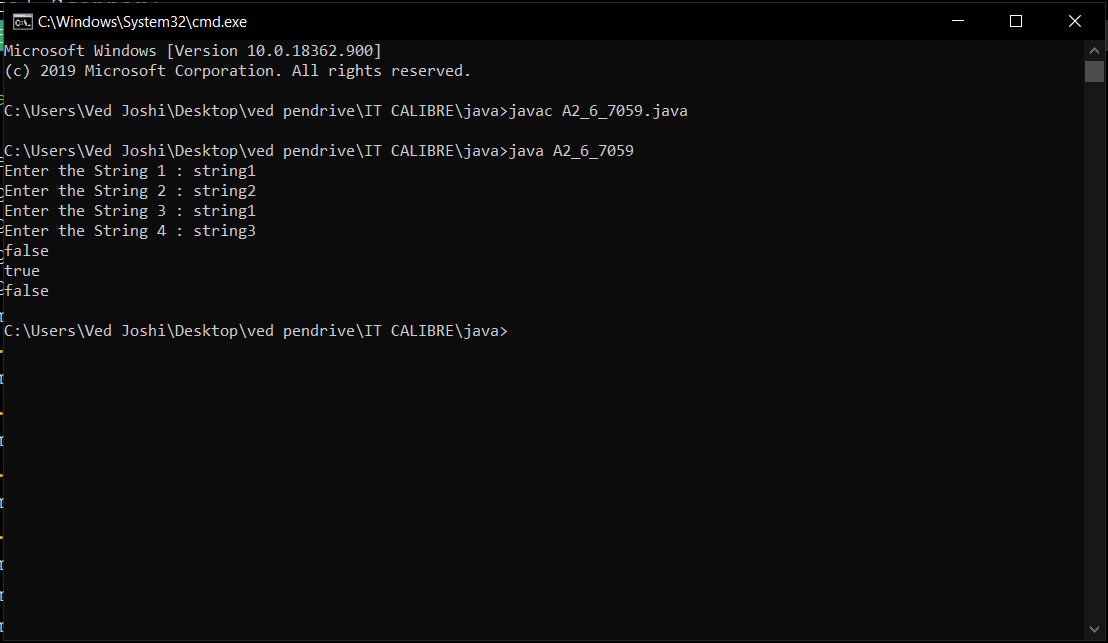 C:\Windows\System32\cmd.exe
Microsoft Windows [Version 10.0.18362.900]
(c) 2019 Microsoft Corporation. All rights reserved.
C:\Users\Ved Joshi\Desktop\ved pendrive\IT CALIBRE\java>javac A2_6_7059.java
C:\Users\Ved Joshi\Desktop\ved pendrive\IT CALIBRE\java>java A2_6_7059
Enter the String 1 : string1
Enter the String 2 : string2
Enter the String 3 : string1
Enter the String 4 : string3
false
true
false
C:\Users\Ved Joshi\Desktop\ved pendrive\IT CALIBRE\java>